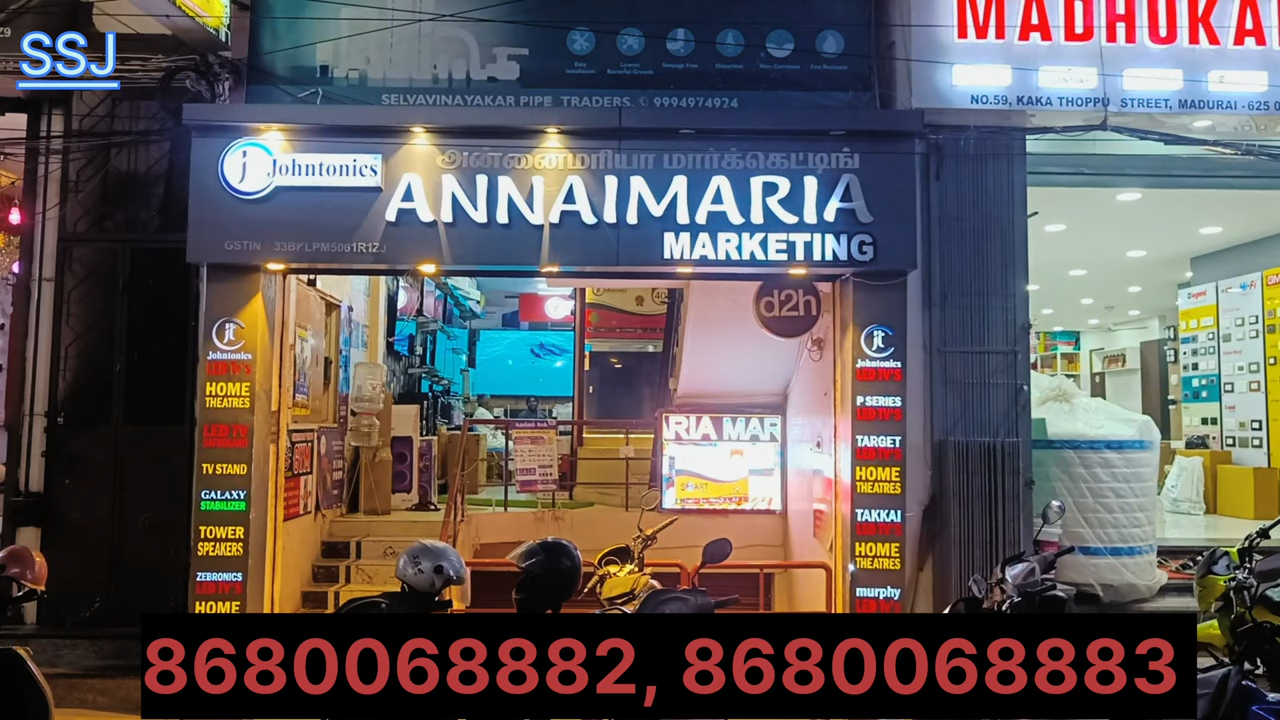 SSJ
MADHUKA
Easy Installation
SELVAVINAYAKAR PIPE TRADERS. 9994974924
NO.59, KAKA THOPPU STREET, MADURAI - 625 0
Johntonics
அன்னைமரியா மார்க்கெட்டிங்
ANNAIMARIA
MARKETING
d2h
Johntonics
LED TV'S
HOME
THEATRES
TV STAND
GALAXY
STABILIZER
TOWER
SPEAKERS
ZEBRONICS
LED TV'S
HOME
RIA MAR
SMART
Johntonics
LED TV'S
P SERIES
LED TV'S
TARGET
LED TV'S
HOME
THEATRES
TAKKAI
LED TV'S
HOME
THEATRES
murphy
LED TV'S
8680068882, 8680068883